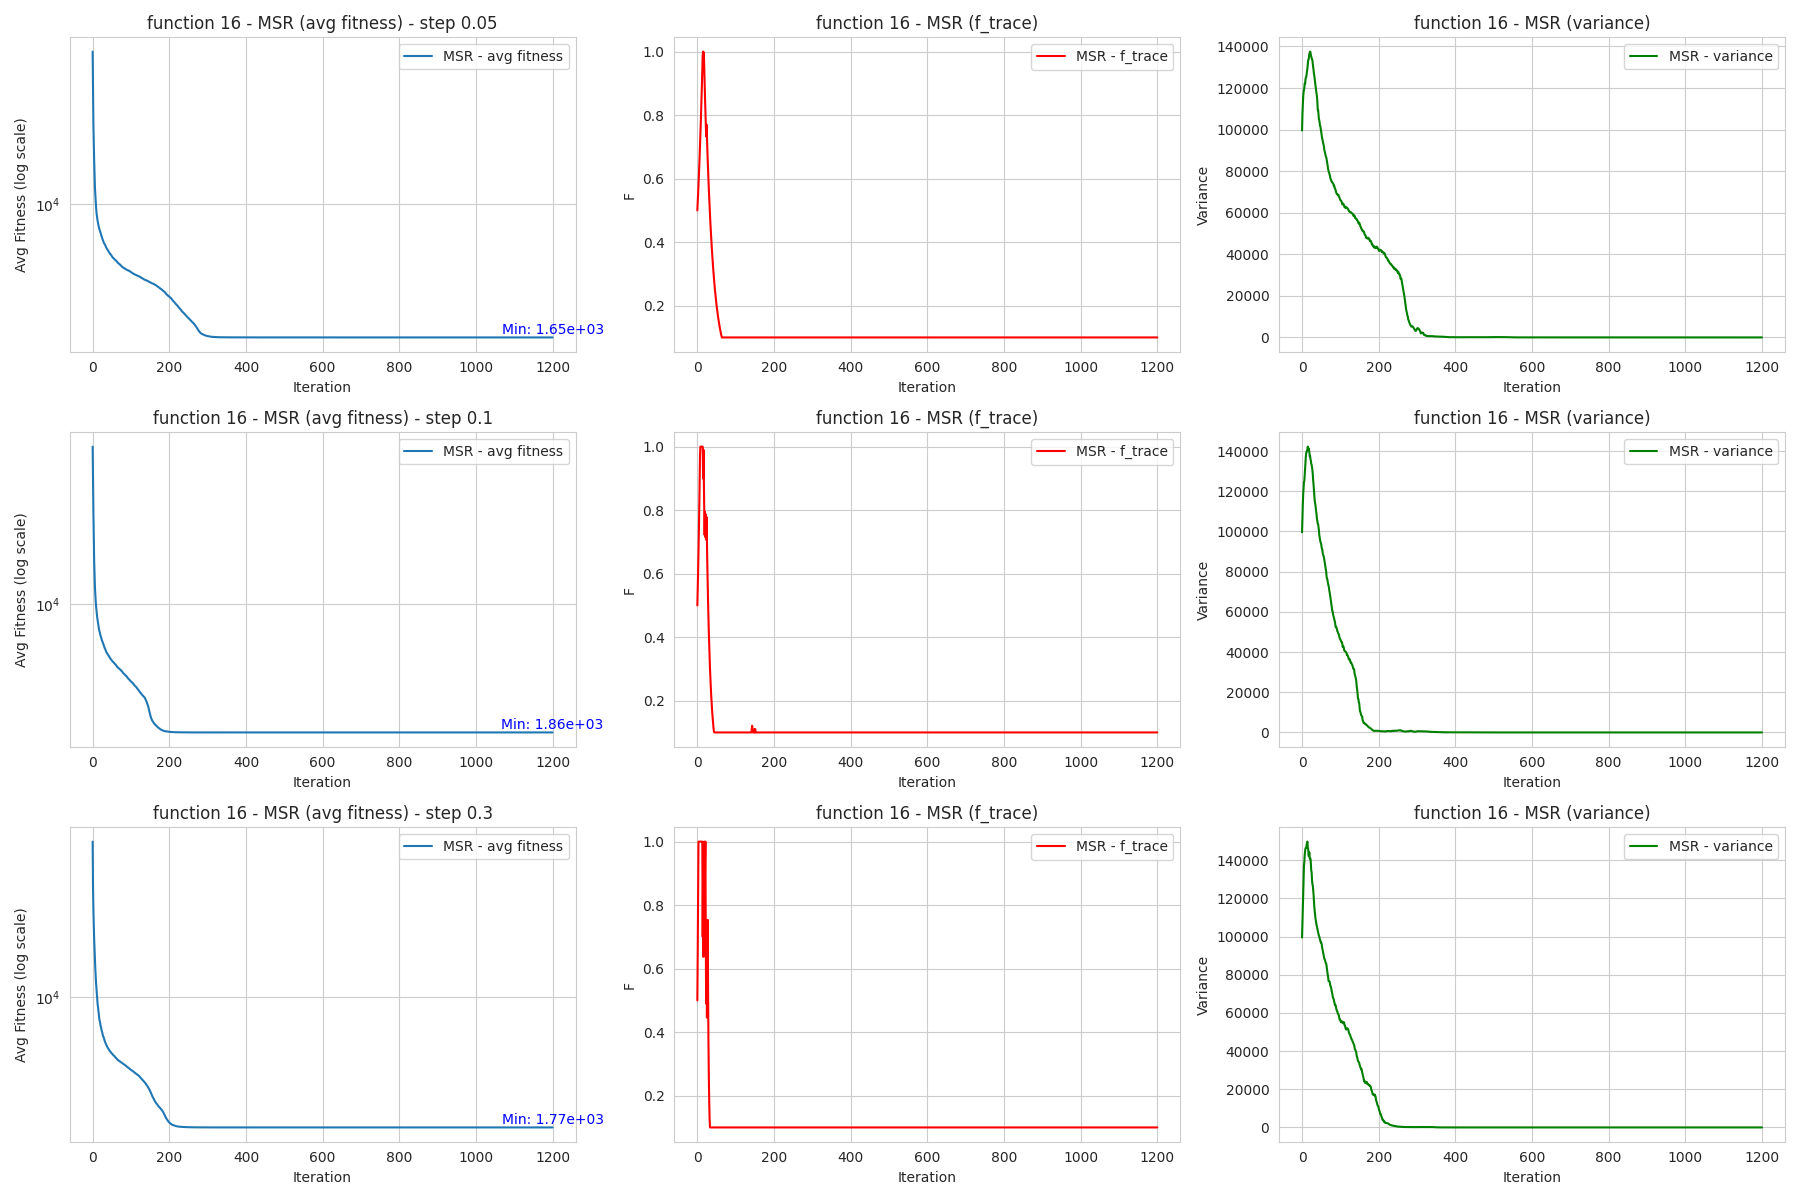 function 16 - MSR (avg fitness) - step 0.05
MSR - avg fitness
Avg Fitness (log scale)
10⁴
Min: 1.65e+03
0 200 400 600 800 1000 1200
Iteration
function 16 - MSR (f_trace)
MSR - f_trace
F
1.0
0.8
0.6
0.4
0.2
0 200 400 600 800 1000 1200
Iteration
function 16 - MSR (variance)
MSR - variance
Variance
140000
120000
100000
80000
60000
40000
20000
0
0 200 400 600 800 1000 1200
Iteration
function 16 - MSR (avg fitness) - step 0.1
MSR - avg fitness
Avg Fitness (log scale)
10⁴
Min: 1.86e+03
0 200 400 600 800 1000 1200
Iteration
function 16 - MSR (f_trace)
MSR - f_trace
F
1.0
0.8
0.6
0.4
0.2
0 200 400 600 800 1000 1200
Iteration
function 16 - MSR (variance)
MSR - variance
Variance
140000
120000
100000
80000
60000
40000
20000
0
0 200 400 600 800 1000 1200
Iteration
function 16 - MSR (avg fitness) - step 0.3
MSR - avg fitness
Avg Fitness (log scale)
10⁴
Min: 1.77e+03
0 200 400 600 800 1000 1200
Iteration
function 16 - MSR (f_trace)
MSR - f_trace
F
1.0
0.8
0.6
0.4
0.2
0 200 400 600 800 1000 1200
Iteration
function 16 - MSR (variance)
MSR - variance
Variance
140000
120000
100000
80000
60000
40000
20000
0
0 200 400 600 800 1000 1200
Iteration